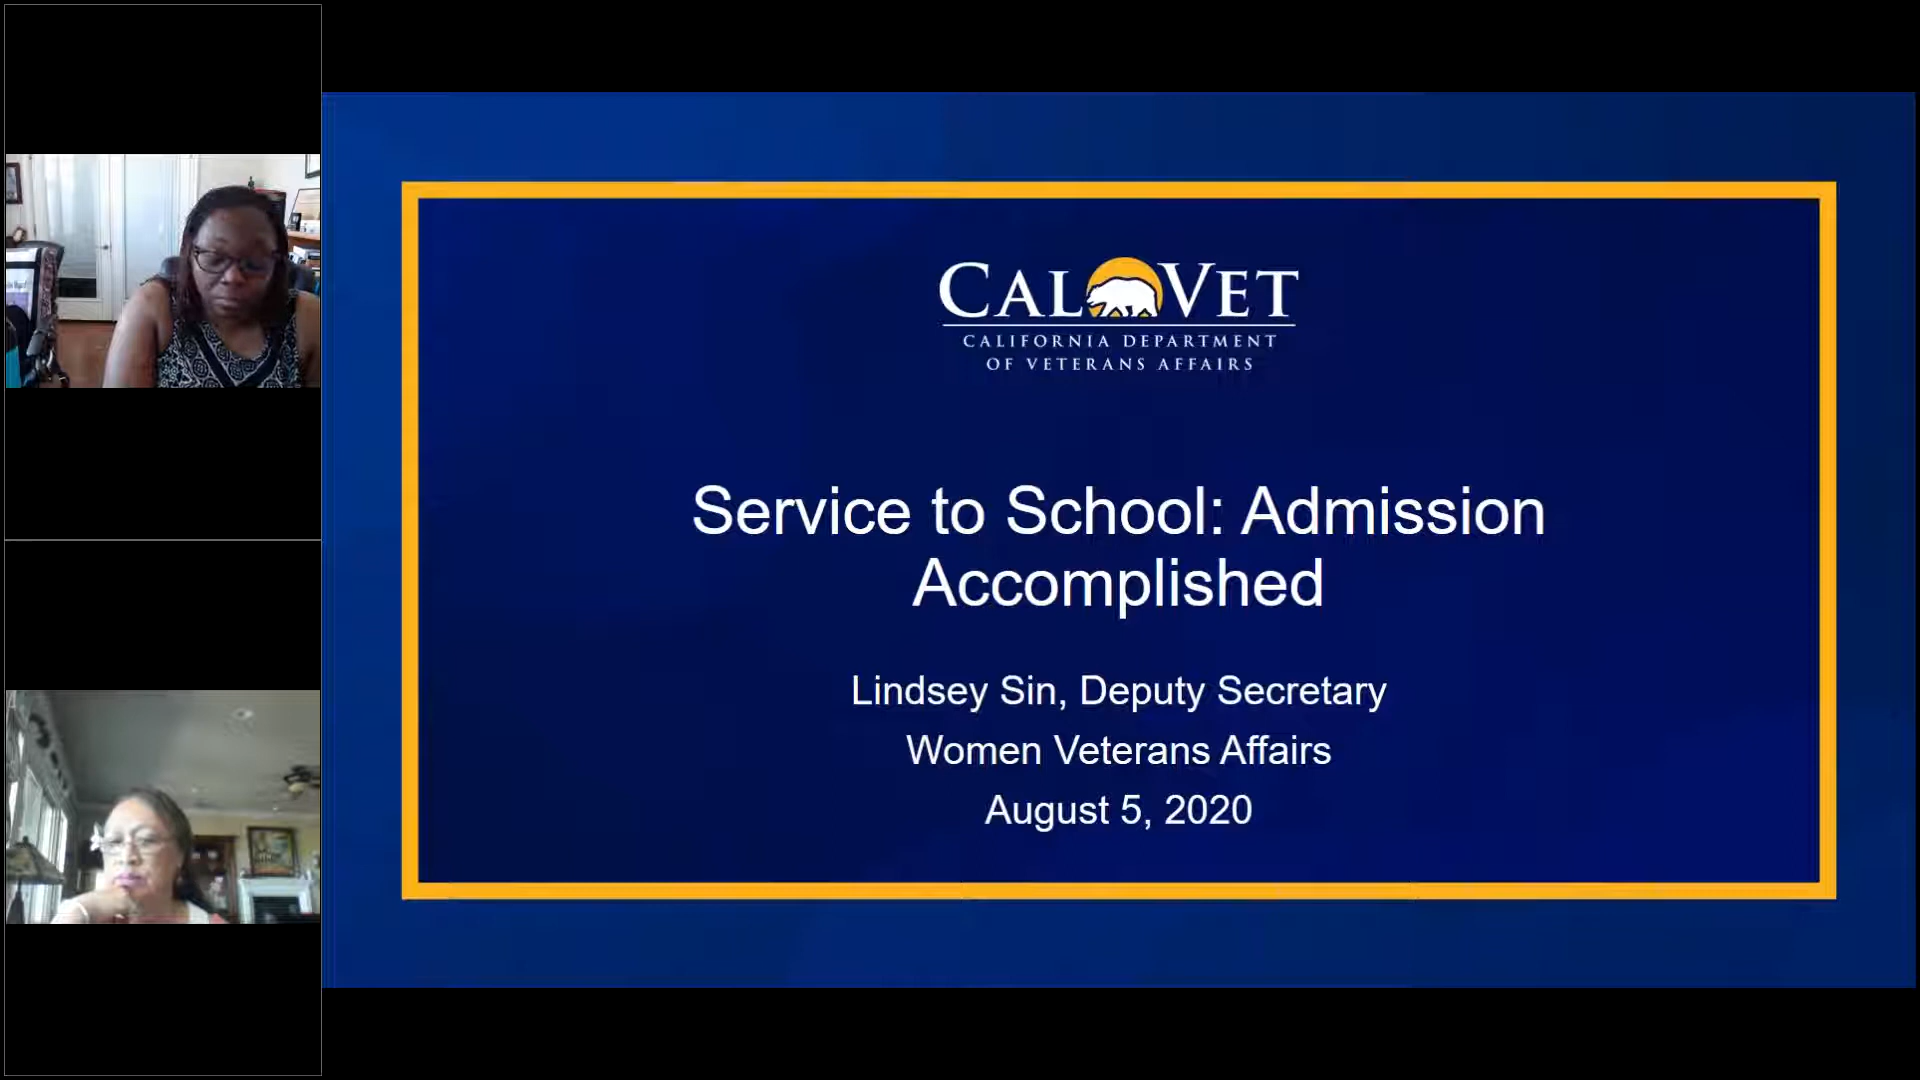 CALVET
CALIFORNIA DEPARTMENT
OF VETERANS AFFAIRS
Service to School: Admission
Accomplished
Lindsey Sin, Deputy Secretary
Women Veterans Affairs
August 5, 2020